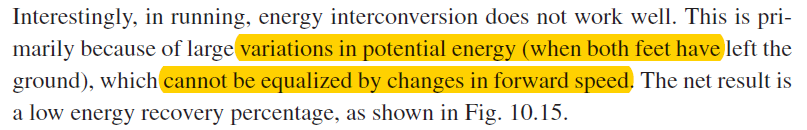 Interestingly, in running, energy interconversion does not work well. This is pri-
marily because of large variations in potential energy (when both feet have left the
ground), which cannot be equalized by changes in forward speed. The net result is
a low energy recovery percentage, as shown in Fig. 10.15.